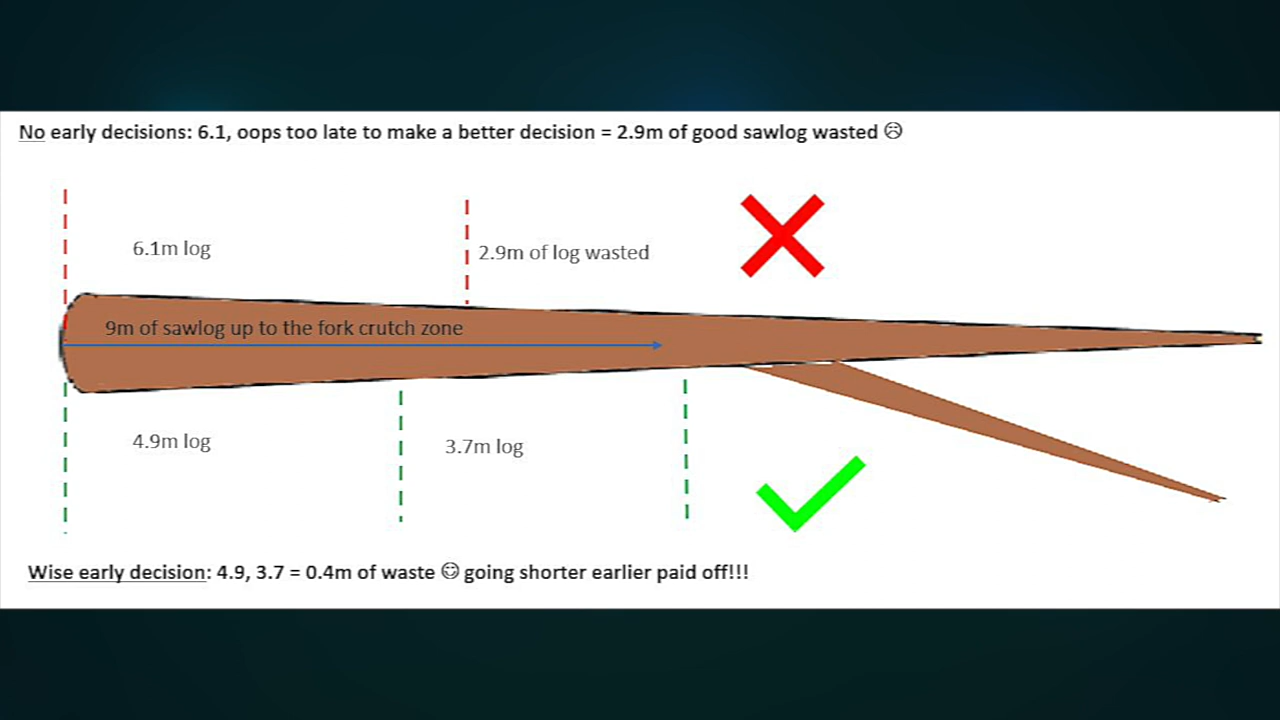 No early decisions: 6.1, oops too late to make a better decision = 2.9m of good sawlog wasted ☹
6.1m log
2.9m of log wasted
9m of sawlog up to the fork crutch zone
4.9m log
3.7m log
Wise early decision: 4.9, 3.7 = 0.4m of waste ☺ going shorter earlier paid off!!!